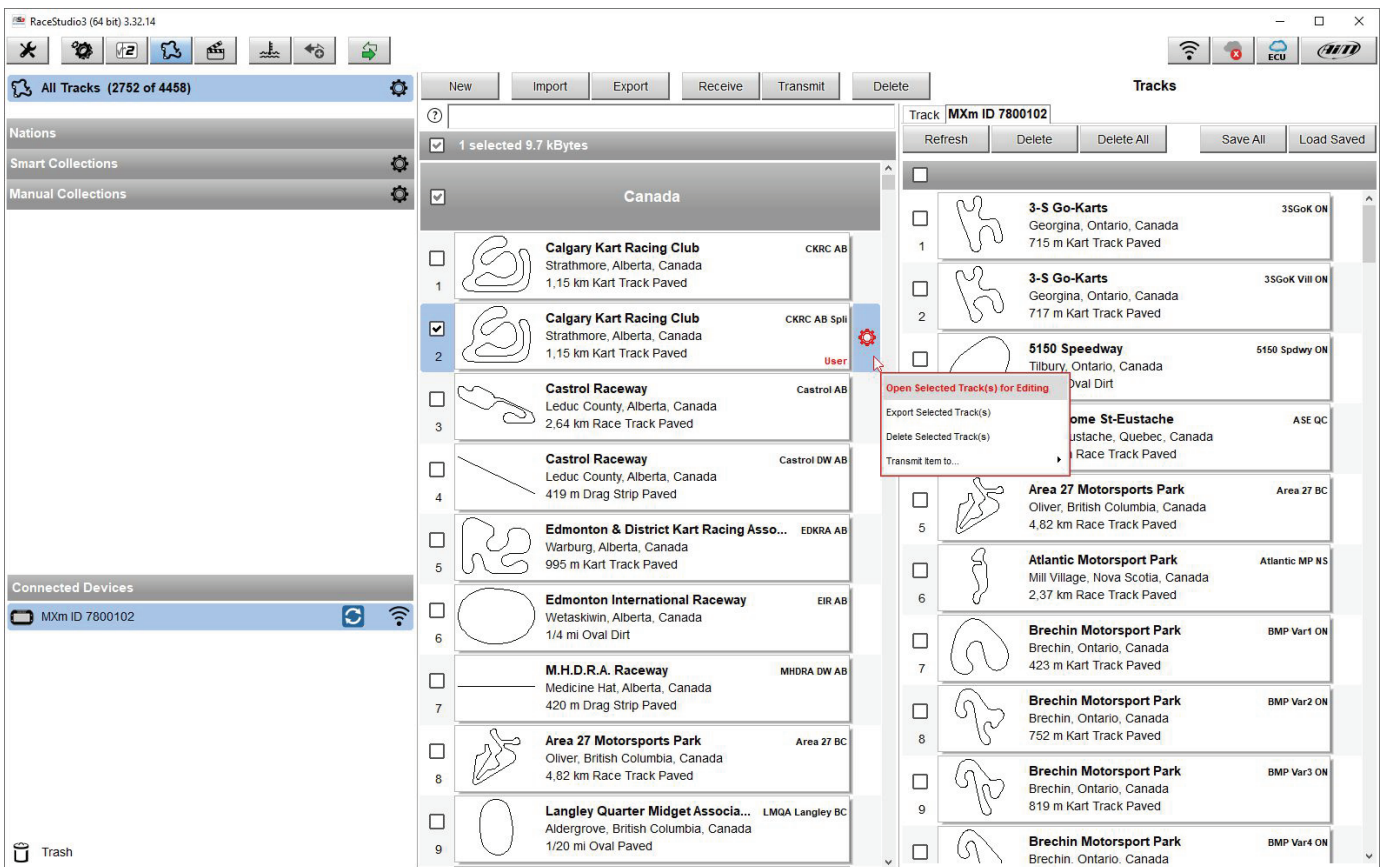 RaceStudio3 (64 bit) 3.32.14
ECU
AiM
All Tracks (2752 of 4458)
Nations
Smart Collections
Manual Collections
Connected Devices
MXm ID 7800102
Trash
New
Import
Export
Receive
Transmit
Delete
?
1 selected 9.7 kBytes
Canada
1
Calgary Kart Racing Club CKRC AB
Strathmore, Alberta, Canada
1,15 km Kart Track Paved
2
Calgary Kart Racing Club CKRC AB Spli
Strathmore, Alberta, Canada
1,15 km Kart Track Paved
User
3
Castrol Raceway Castrol AB
Leduc County, Alberta, Canada
2,64 km Race Track Paved
4
Castrol Raceway Castrol DW AB
Leduc County, Alberta, Canada
419 m Drag Strip Paved
5
Edmonton & District Kart Racing Asso... EDKRA AB
Warburg, Alberta, Canada
995 m Kart Track Paved
6
Edmonton International Raceway EIR AB
Wetaskiwin, Alberta, Canada
1/4 mi Oval Dirt
7
M.H.D.R.A. Raceway MHDRA DW AB
Medicine Hat, Alberta, Canada
420 m Drag Strip Paved
8
Area 27 Motorsports Park Area 27 BC
Oliver, British Columbia, Canada
4,82 km Race Track Paved
9
Langley Quarter Midget Associa... LMQA Langley BC
Aldergrove, British Columbia, Canada
1/20 mi Oval Paved
Open Selected Track(s) for Editing
Export Selected Track(s)
Delete Selected Track(s)
Transmit Item to...
Tracks
Track MXm ID 7800102
Refresh
Delete
Delete All
Save All
Load Saved
1
3-S Go-Karts 3SGoK ON
Georgina, Ontario, Canada
715 m Kart Track Paved
2
3-S Go-Karts 3SGoK Vill ON
Georgina, Ontario, Canada
717 m Kart Track Paved
5150 Speedway 5150 Spdwy ON
Tilbury, Ontario, Canada
Oval Dirt
ome St-Eustache ASE QC
ustache, Quebec, Canada
Race Track Paved
5
Area 27 Motorsports Park Area 27 BC
Oliver, British Columbia, Canada
4,82 km Race Track Paved
6
Atlantic Motorsport Park Atlantic MP NS
Mill Village, Nova Scotia, Canada
2,37 km Race Track Paved
7
Brechin Motorsport Park BMP Var1 ON
Brechin, Ontario, Canada
423 m Kart Track Paved
8
Brechin Motorsport Park BMP Var2 ON
Brechin, Ontario, Canada
752 m Kart Track Paved
9
Brechin Motorsport Park BMP Var3 ON
Brechin, Ontario, Canada
819 m Kart Track Paved
Brechin Motorsport Park BMP Var4 ON
Brechin, Ontario, Canada